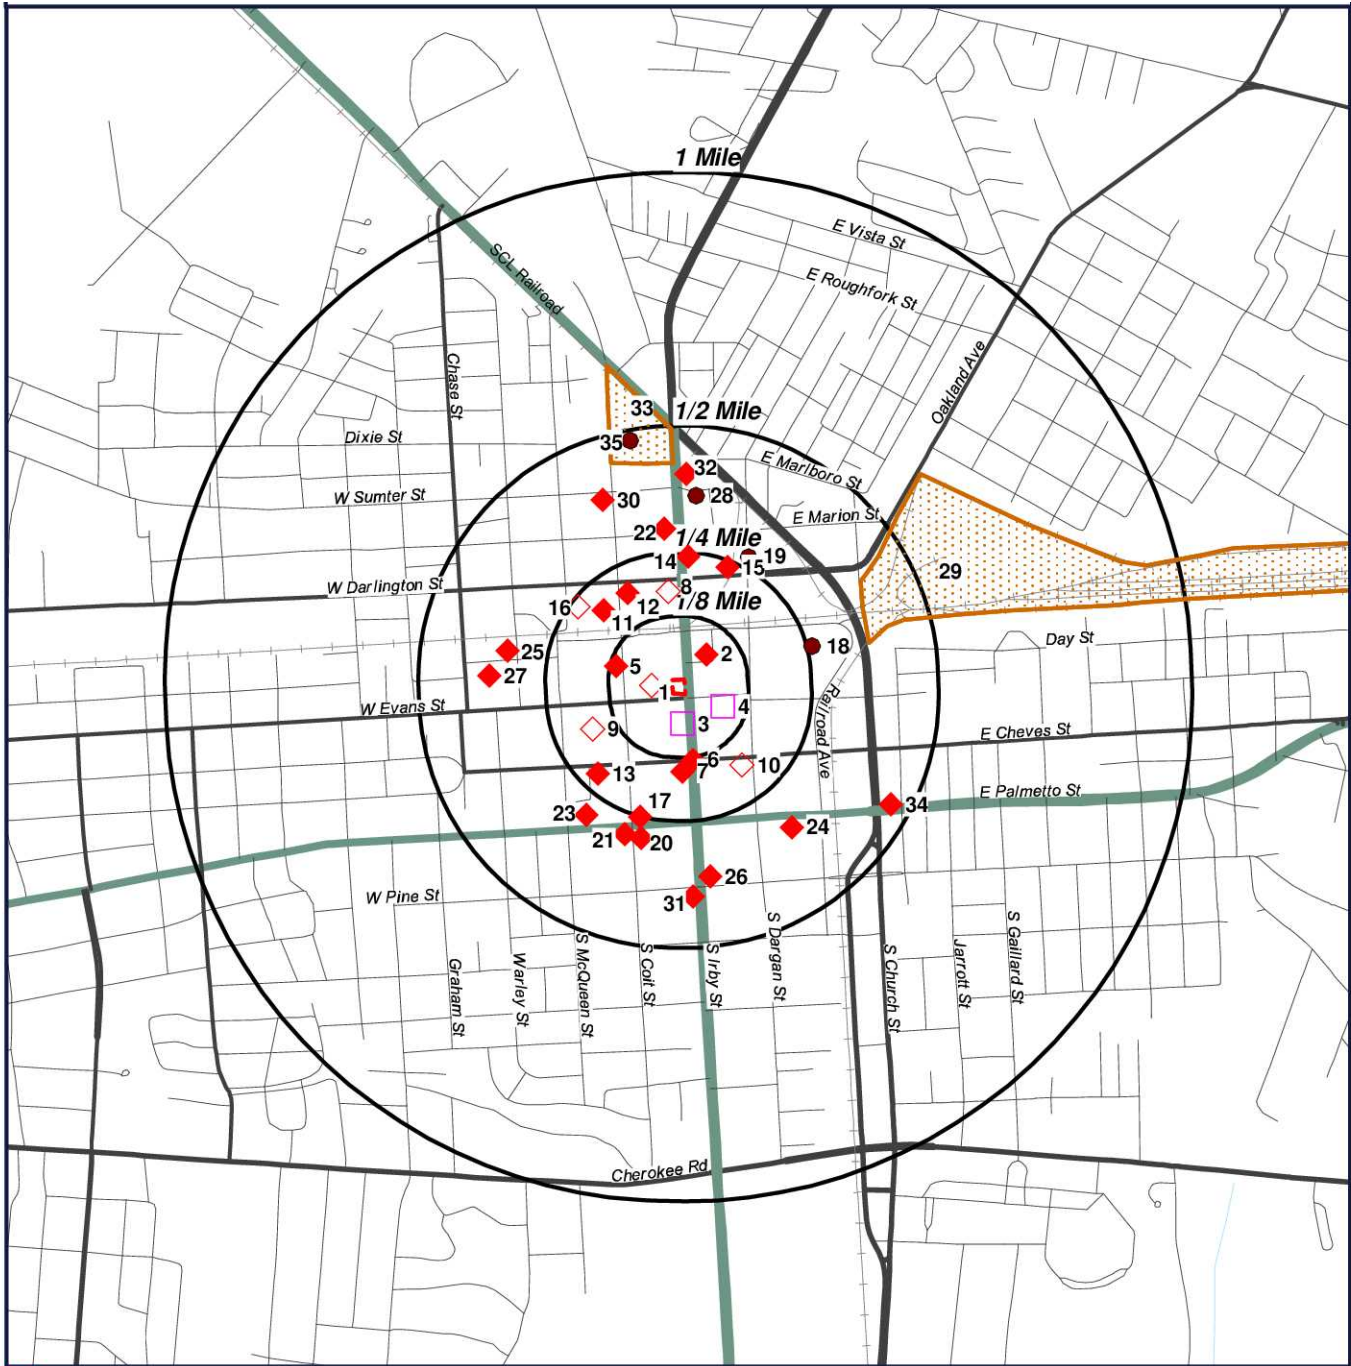 1 Mile
E Vista St
SCL Railroad
E Roughfork St
Chase St
Oakland Ave
33
1/2 Mile
Dixie St
35
E Marlboro St
32
W Sumter St
30
28
E Marion St
22
1/4 Mile
14
19
15
29
W Darlington St
8
16
12
1/8 Mile
11
Day St
25
2
18
5
27
1
4
W Evans St
3
Railroad Ave
9
E Cheves St
6
7
10
13
E Palmetto St
17
34
23
24
21
20
26
W Pine St
31
S McQueen St
S Coit St
S Irby St
S Dargan St
Graham St
Warley St
S Church St
Jarrott St
S Gaillard St
Cherokee Rd